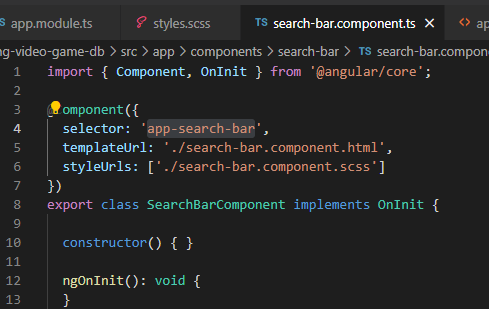 app.module.ts styles.scss TS search-bar.component.ts ×
ng-video-game-db > src > app > components > search-bar > TS search-bar.compone
1 import { Component, OnInit } from '@angular/core';
2
3 omponent({
4 selector: 'app-search-bar',
5 templateUrl: './search-bar.component.html',
6 styleUrls: ['./search-bar.component.scss']
7 })
8 export class SearchBarComponent implements OnInit {
9
10 constructor() { }
11
12 ngOnInit(): void {
13 }